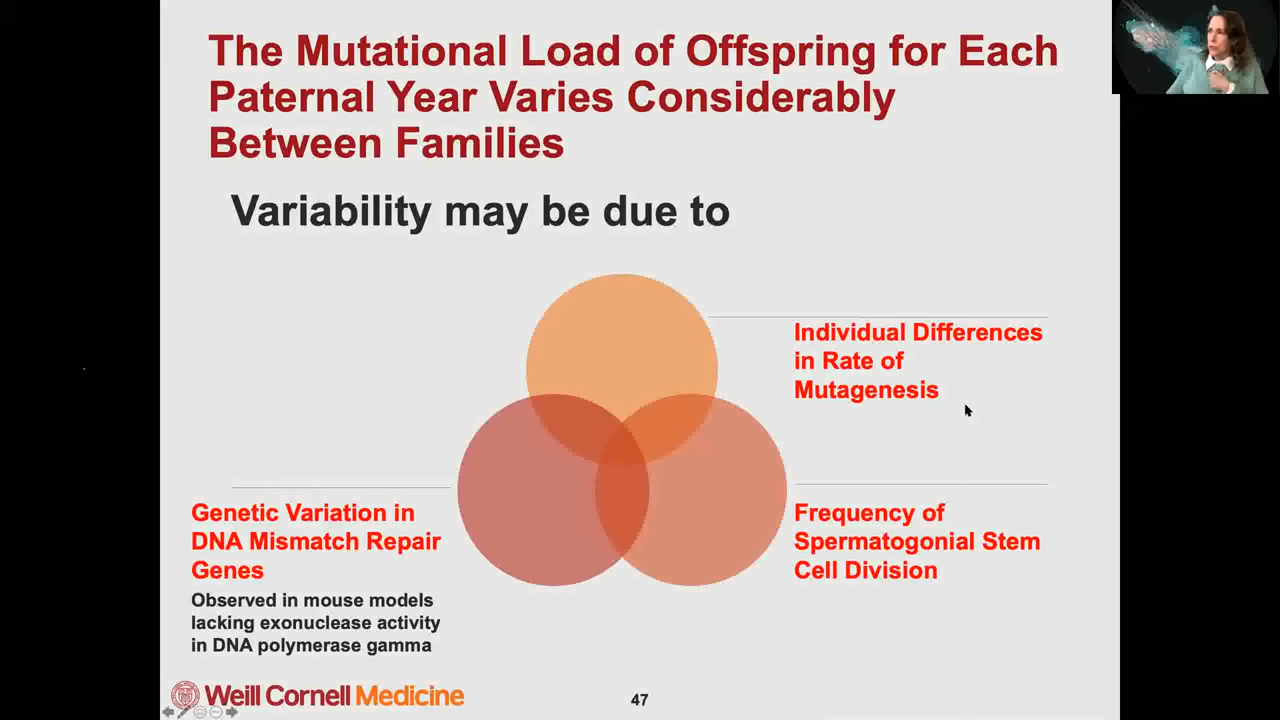 The Mutational Load of Offspring for Each
Paternal Year Varies Considerably
Between Families
Variability may be due to
Individual Differences
in Rate of
Mutagenesis
Genetic Variation in
DNA Mismatch Repair
Genes
Observed in mouse models
lacking exonuclease activity
in DNA polymerase gamma
Frequency of
Spermatogonial Stem
Cell Division
Weill Cornell Medicine
47